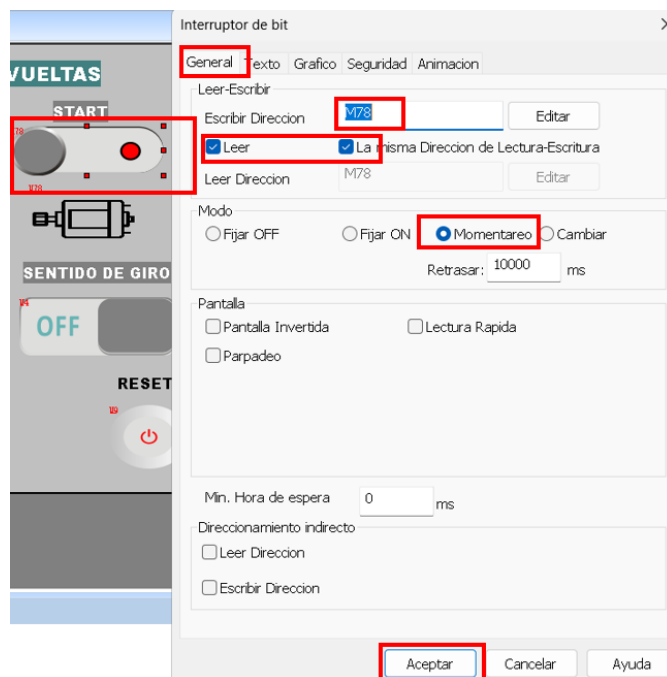 Interruptor de bit
General Texto Grafico Seguridad Animacion
Leer-Escribir
Escribir Direccion M78 Editar
Leer La misma Direccion de Lectura-Escritura
Leer Direccion M78 Editar
Modo
Fijar OFF Fijar ON Momentareo Cambiar
Retrasar: 10000 ms
Pantalla
Pantalla Invertida Lectura Rapida
Parpadeo
Min. Hora de espera 0 ms
Direccionamiento indirecto
Leer Direccion
Escribir Direccion
Aceptar Cancelar Ayuda
VUELTAS
START
M78
SENTIDO DE GIRO
OFF
RESET